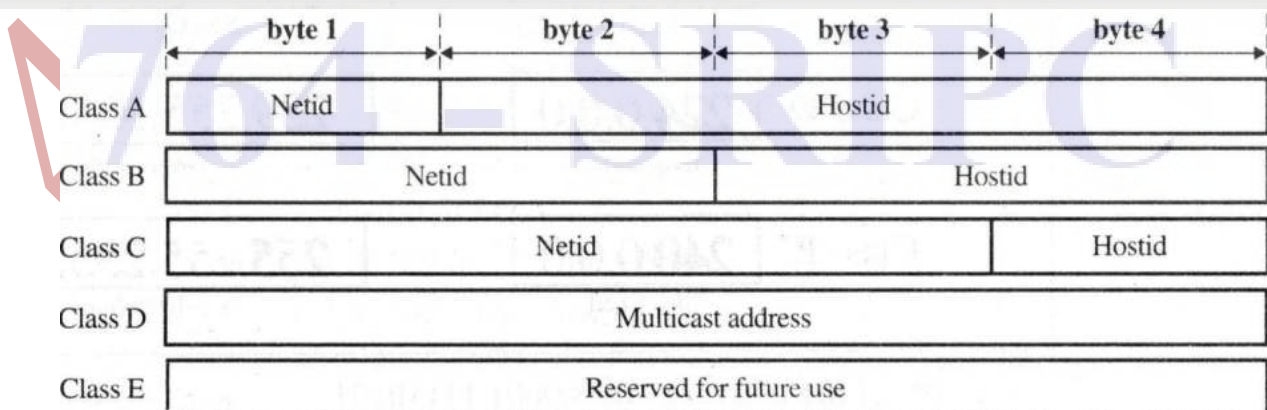 byte 1 byte 2 byte 3 byte 4
764 - SRIPC
Class A Netid Hostid
Class B Netid Hostid
Class C Netid Hostid
Class D Multicast address
Class E Reserved for future use